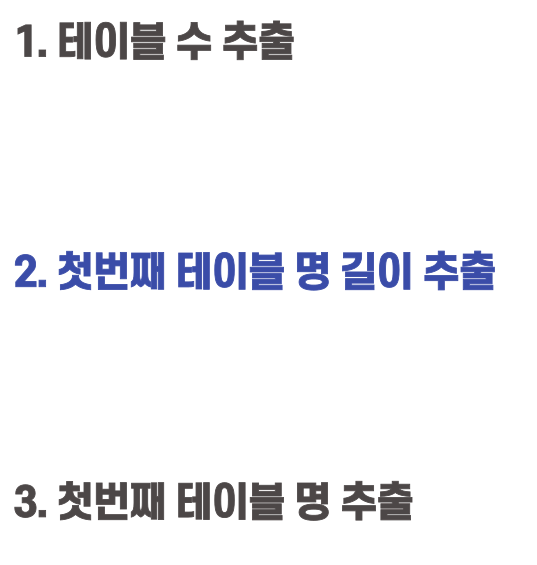 1. 테이블 수 추출
2. 첫번째 테이블 명 길이 추출
3. 첫번째 테이블 명 추출